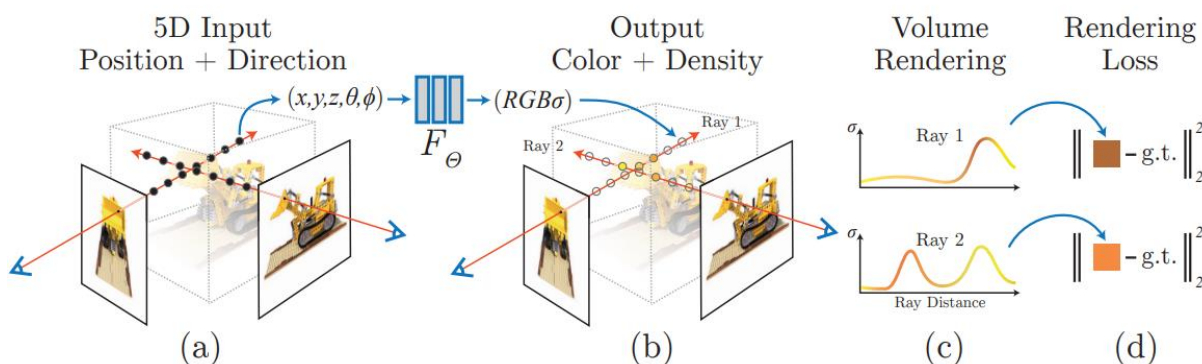 5D Input
Position + Direction
Output
Color + Density
Volume
Rendering
Rendering
Loss
(x,y,z,θ,ϕ)
F_Θ
(RGBσ)
Ray 1
Ray 2
σ
Ray 1
σ
Ray 2
Ray Distance
‖ − g.t. ‖₂²
‖ − g.t. ‖₂²
(a)
(b)
(c)
(d)